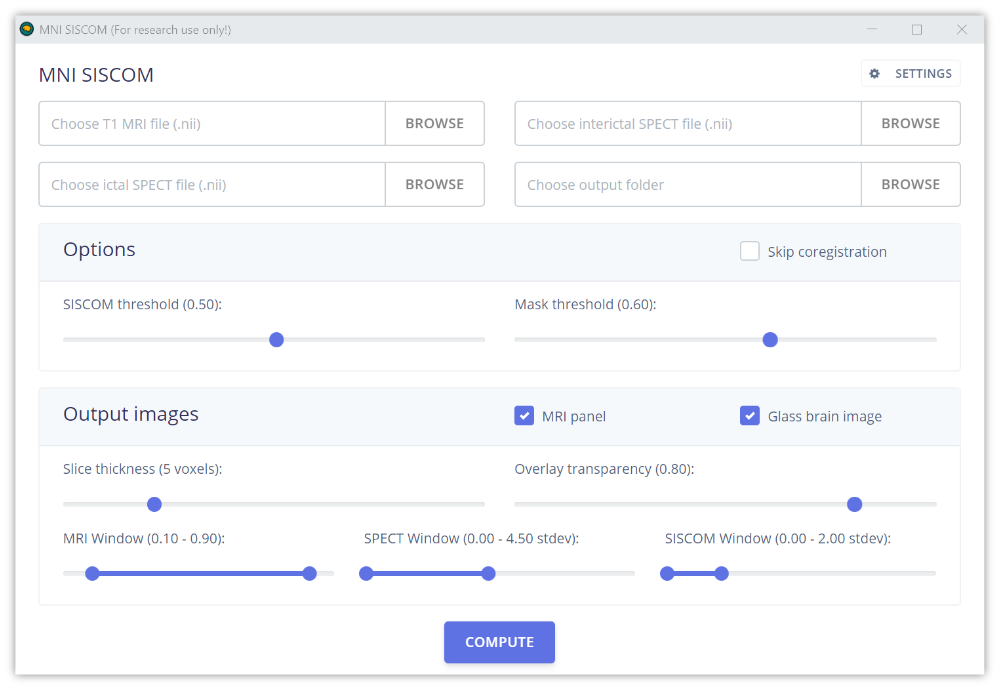 MNI SISCOM (For research use only!)
MNI SISCOM
SETTINGS
Choose T1 MRI file (.nii)
BROWSE
Choose interictal SPECT file (.nii)
BROWSE
Choose ictal SPECT file (.nii)
BROWSE
Choose output folder
BROWSE
Options
Skip coregistration
SISCOM threshold (0.50):
Mask threshold (0.60):
Output images
MRI panel
Glass brain image
Slice thickness (5 voxels):
Overlay transparency (0.80):
MRI Window (0.10 - 0.90):
SPECT Window (0.00 - 4.50 stdev):
SISCOM Window (0.00 - 2.00 stdev):
COMPUTE